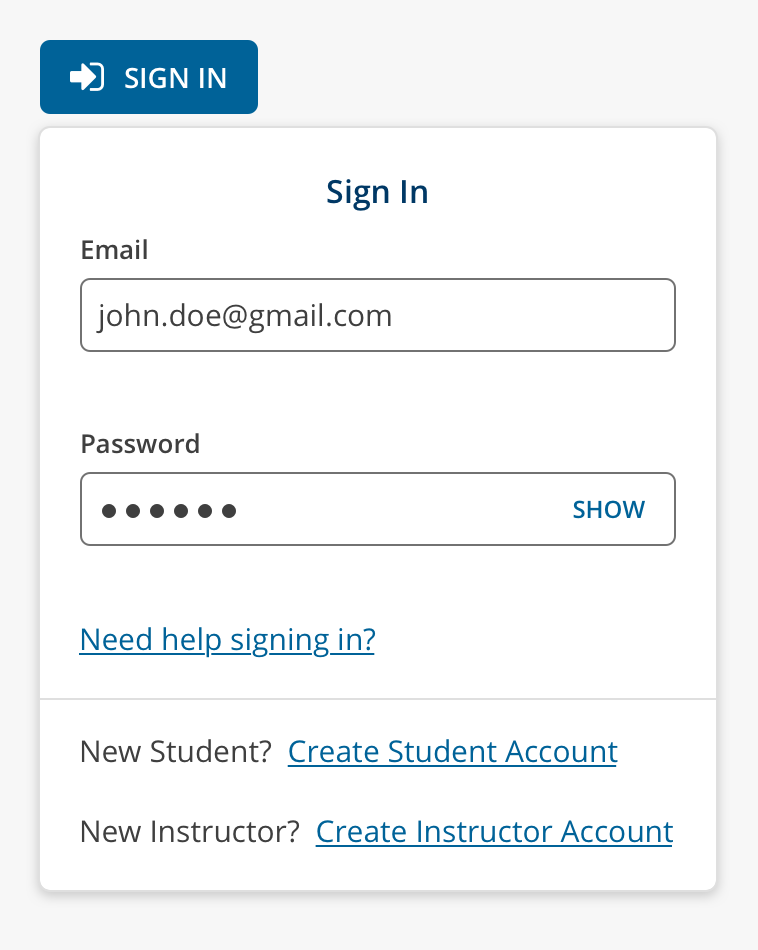 SIGN IN
Sign In
Email
john.doe@gmail.com
Password
●●●●●● SHOW
Need help signing in?
New Student? Create Student Account
New Instructor? Create Instructor Account